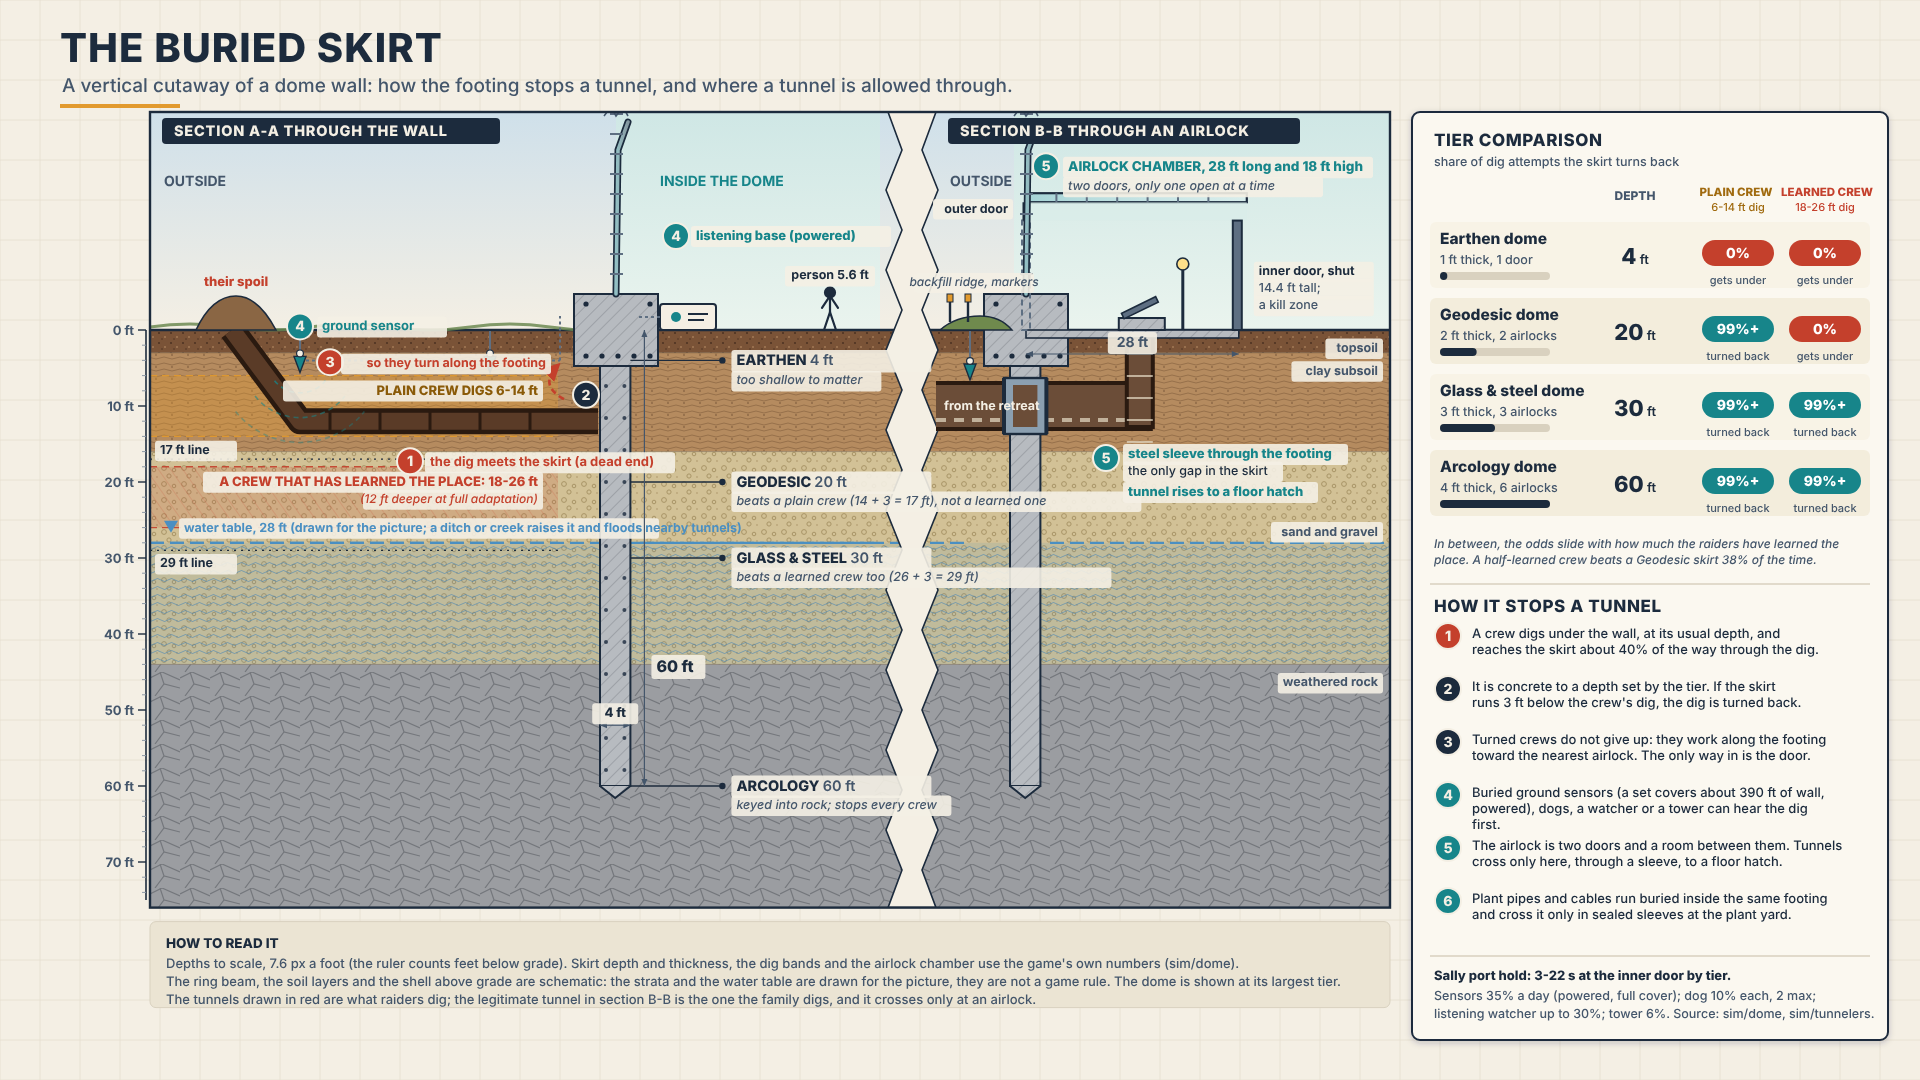 THE BURIED SKIRT
A vertical cutaway of a dome wall: how the footing stops a tunnel, and where a tunnel is allowed through.
SECTION A-A THROUGH THE WALL
OUTSIDE
INSIDE THE DOME
4 listening base (powered)
person 5.6 ft
their spoil
4 ground sensor
3 so they turn along the footing
PLAIN CREW DIGS 6-14 ft
2
17 ft line
1 the dig meets the skirt (a dead end)
A CREW THAT HAS LEARNED THE PLACE: 18-26 ft
(12 ft deeper at full adaptation)
water table, 28 ft (drawn for the picture; a ditch or creek raises it and floods nearby tunnels)
29 ft line
0 ft
10 ft
20 ft
30 ft
40 ft
50 ft
60 ft
70 ft
EARTHEN 4 ft
too shallow to matter
GEODESIC 20 ft
beats a plain crew (14 + 3 = 17 ft), not a learned one
GLASS & STEEL 30 ft
beats a learned crew too (26 + 3 = 29 ft)
60 ft
4 ft
ARCOLOGY 60 ft
keyed into rock; stops every crew
SECTION B-B THROUGH AN AIRLOCK
5 AIRLOCK CHAMBER, 28 ft long and 18 ft high
two doors, only one open at a time
OUTSIDE
outer door
backfill ridge, markers
inner door, shut
14.4 ft tall;
a kill zone
28 ft
topsoil
clay subsoil
from the retreat
5 steel sleeve through the footing
the only gap in the skirt
tunnel rises to a floor hatch
sand and gravel
weathered rock
HOW TO READ IT
Depths to scale, 7.6 px a foot (the ruler counts feet below grade). Skirt depth and thickness, the dig bands and the airlock chamber use the game's own numbers (sim/dome).
The ring beam, the soil layers and the shell above grade are schematic: the strata and the water table are drawn for the picture, they are not a game rule. The dome is shown at its largest tier.
The tunnels drawn in red are what raiders dig; the legitimate tunnel in section B-B is the one the family digs, and it crosses only at an airlock.
TIER COMPARISON
share of dig attempts the skirt turns back
DEPTH
PLAIN CREW
6-14 ft dig
LEARNED CREW
18-26 ft dig
Earthen dome
1 ft thick, 1 door
4 ft
0%
gets under
0%
gets under
Geodesic dome
2 ft thick, 2 airlocks
20 ft
99%+
turned back
0%
gets under
Glass & steel dome
3 ft thick, 3 airlocks
30 ft
99%+
turned back
99%+
turned back
Arcology dome
4 ft thick, 6 airlocks
60 ft
99%+
turned back
99%+
turned back
In between, the odds slide with how much the raiders have learned the
place. A half-learned crew beats a Geodesic skirt 38% of the time.
HOW IT STOPS A TUNNEL
1 A crew digs under the wall, at its usual depth, and
reaches the skirt about 40% of the way through the dig.
2 It is concrete to a depth set by the tier. If the skirt
runs 3 ft below the crew's dig, the dig is turned back.
3 Turned crews do not give up: they work along the footing
toward the nearest airlock. The only way in is the door.
4 Buried ground sensors (a set covers about 390 ft of wall,
powered), dogs, a watcher or a tower can hear the dig
first.
5 The airlock is two doors and a room between them. Tunnels
cross only here, through a sleeve, to a floor hatch.
6 Plant pipes and cables run buried inside the same footing
and cross it only in sealed sleeves at the plant yard.
Sally port hold: 3-22 s at the inner door by tier.
Sensors 35% a day (powered, full cover); dog 10% each, 2 max;
listening watcher up to 30%; tower 6%. Source: sim/dome, sim/tunnelers.